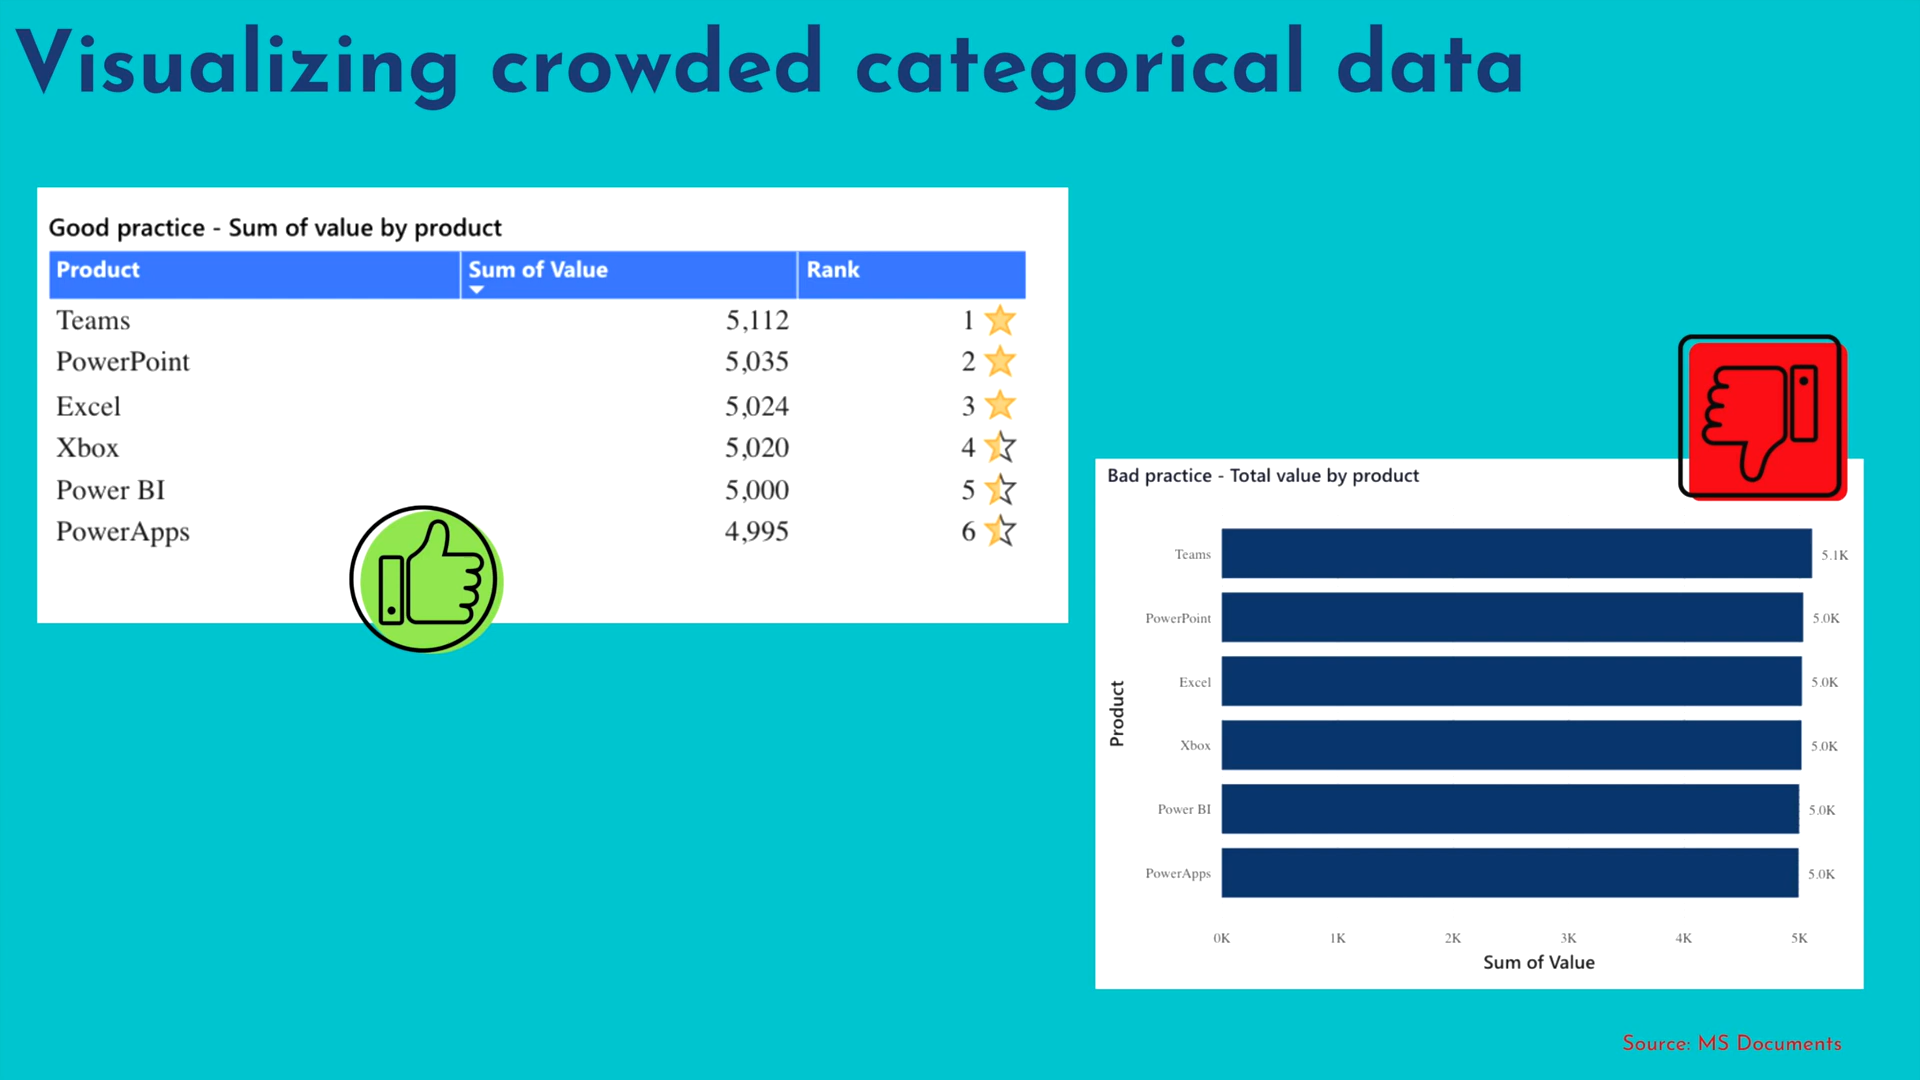 Visualizing crowded categorical data
Good practice - Sum of value by product
Product Sum of Value Rank
Teams 5,112 1
PowerPoint 5,035 2
Excel 5,024 3
Xbox 5,020 4
Power BI 5,000 5
PowerApps 4,995 6
Bad practice - Total value by product
Teams 5.1K
PowerPoint 5.0K
Excel 5.0K
Xbox 5.0K
Power BI 5.0K
PowerApps 5.0K
Product
0K 1K 2K 3K 4K 5K
Sum of Value
Source: MS Documents